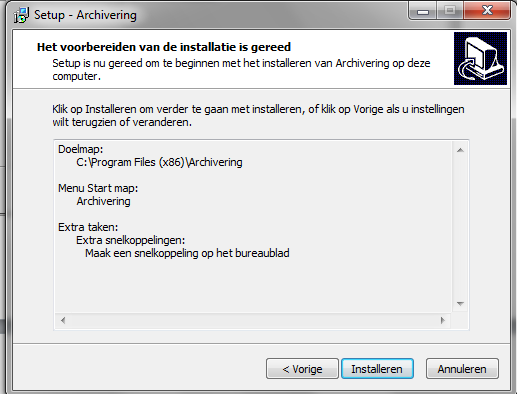 Setup - Archivering
Het voorbereiden van de installatie is gereed
Setup is nu gereed om te beginnen met het installeren van Archivering op deze
computer.
Klik op Installeren om verder te gaan met installeren, of klik op Vorige als u instellingen
wilt terugzien of veranderen.
Doelmap:
C:\Program Files (x86)\Archivering
Menu Start map:
Archivering
Extra taken:
Extra snelkoppelingen:
Maak een snelkoppeling op het bureaublad
< Vorige
Installeren
Annuleren